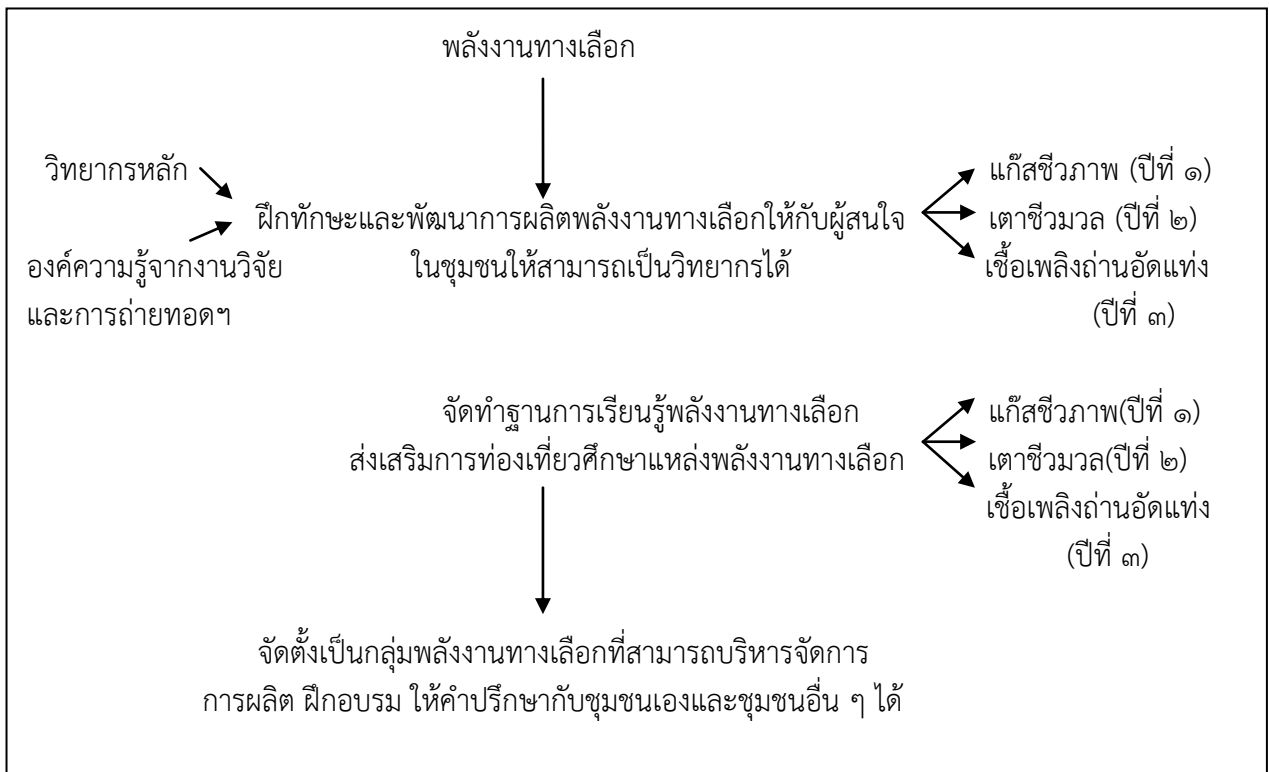 พลังงานทางเลือก
วิทยากรหลัก
องค์ความรู้จากงานวิจัย
และการถ่ายทอดฯ
ฝึกทักษะและพัฒนาการผลิตพลังงานทางเลือกให้กับผู้สนใจ
ในชุมชนให้สามารถเป็นวิทยากรได้
แก๊สชีวภาพ (ปีที่ ๑)
เตาชีวมวล (ปีที่ ๒)
เชื้อเพลิงถ่านอัดแท่ง
(ปีที่ ๓)
จัดทำฐานการเรียนรู้พลังงานทางเลือก
ส่งเสริมการท่องเที่ยวศึกษาแหล่งพลังงานทางเลือก
แก๊สชีวภาพ(ปีที่ ๑)
เตาชีวมวล(ปีที่ ๒)
เชื้อเพลิงถ่านอัดแท่ง
(ปีที่ ๓)
จัดตั้งเป็นกลุ่มพลังงานทางเลือกที่สามารถบริหารจัดการ
การผลิต ฝึกอบรม ให้คำปรึกษากับชุมชนเองและชุมชนอื่น ๆ ได้